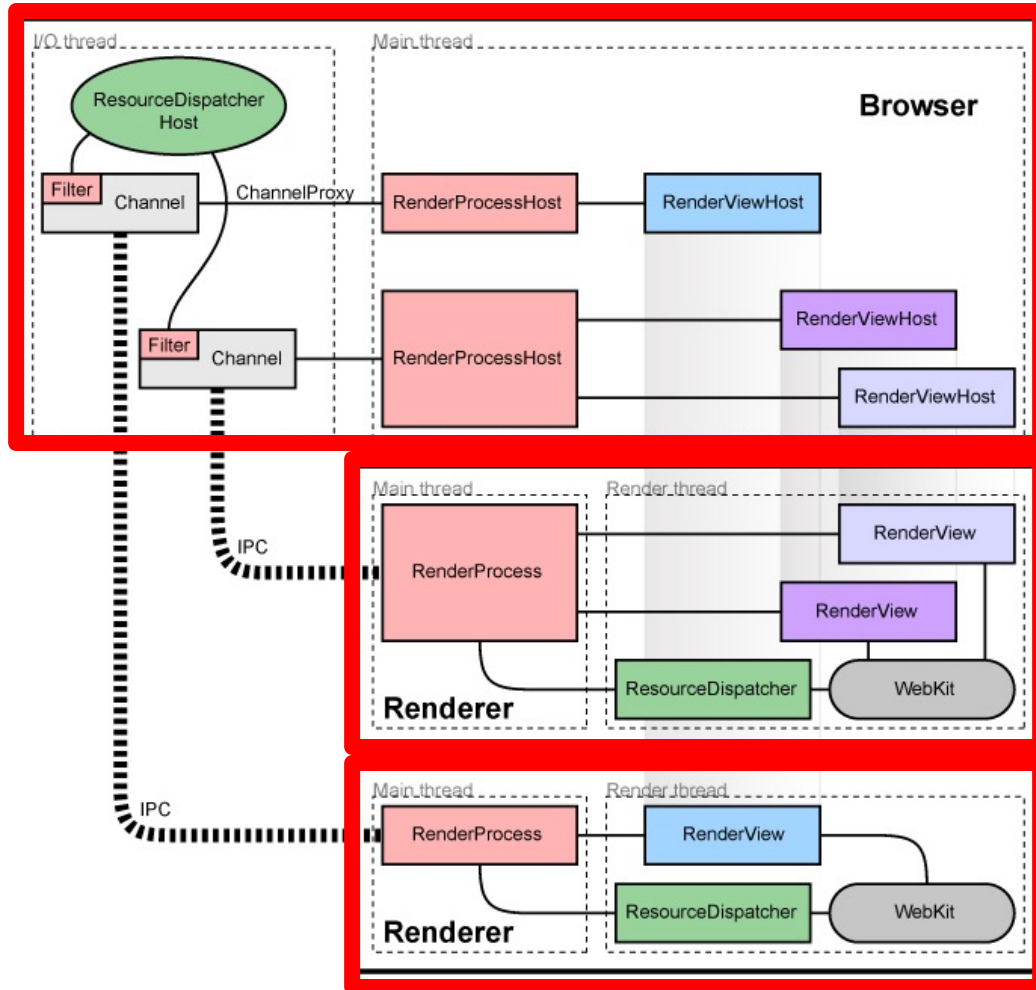 I/O thread
Main thread
ResourceDispatcher
Host
Browser
Filter
Channel
ChannelProxy
RenderProcessHost
RenderViewHost
RenderViewHost
Filter
Channel
RenderProcessHost
RenderViewHost
Main thread
Render thread
RenderView
IPC
RenderProcess
RenderView
ResourceDispatcher
WebKit
Renderer
Main thread
Render thread
IPC
RenderProcess
RenderView
ResourceDispatcher
WebKit
Renderer